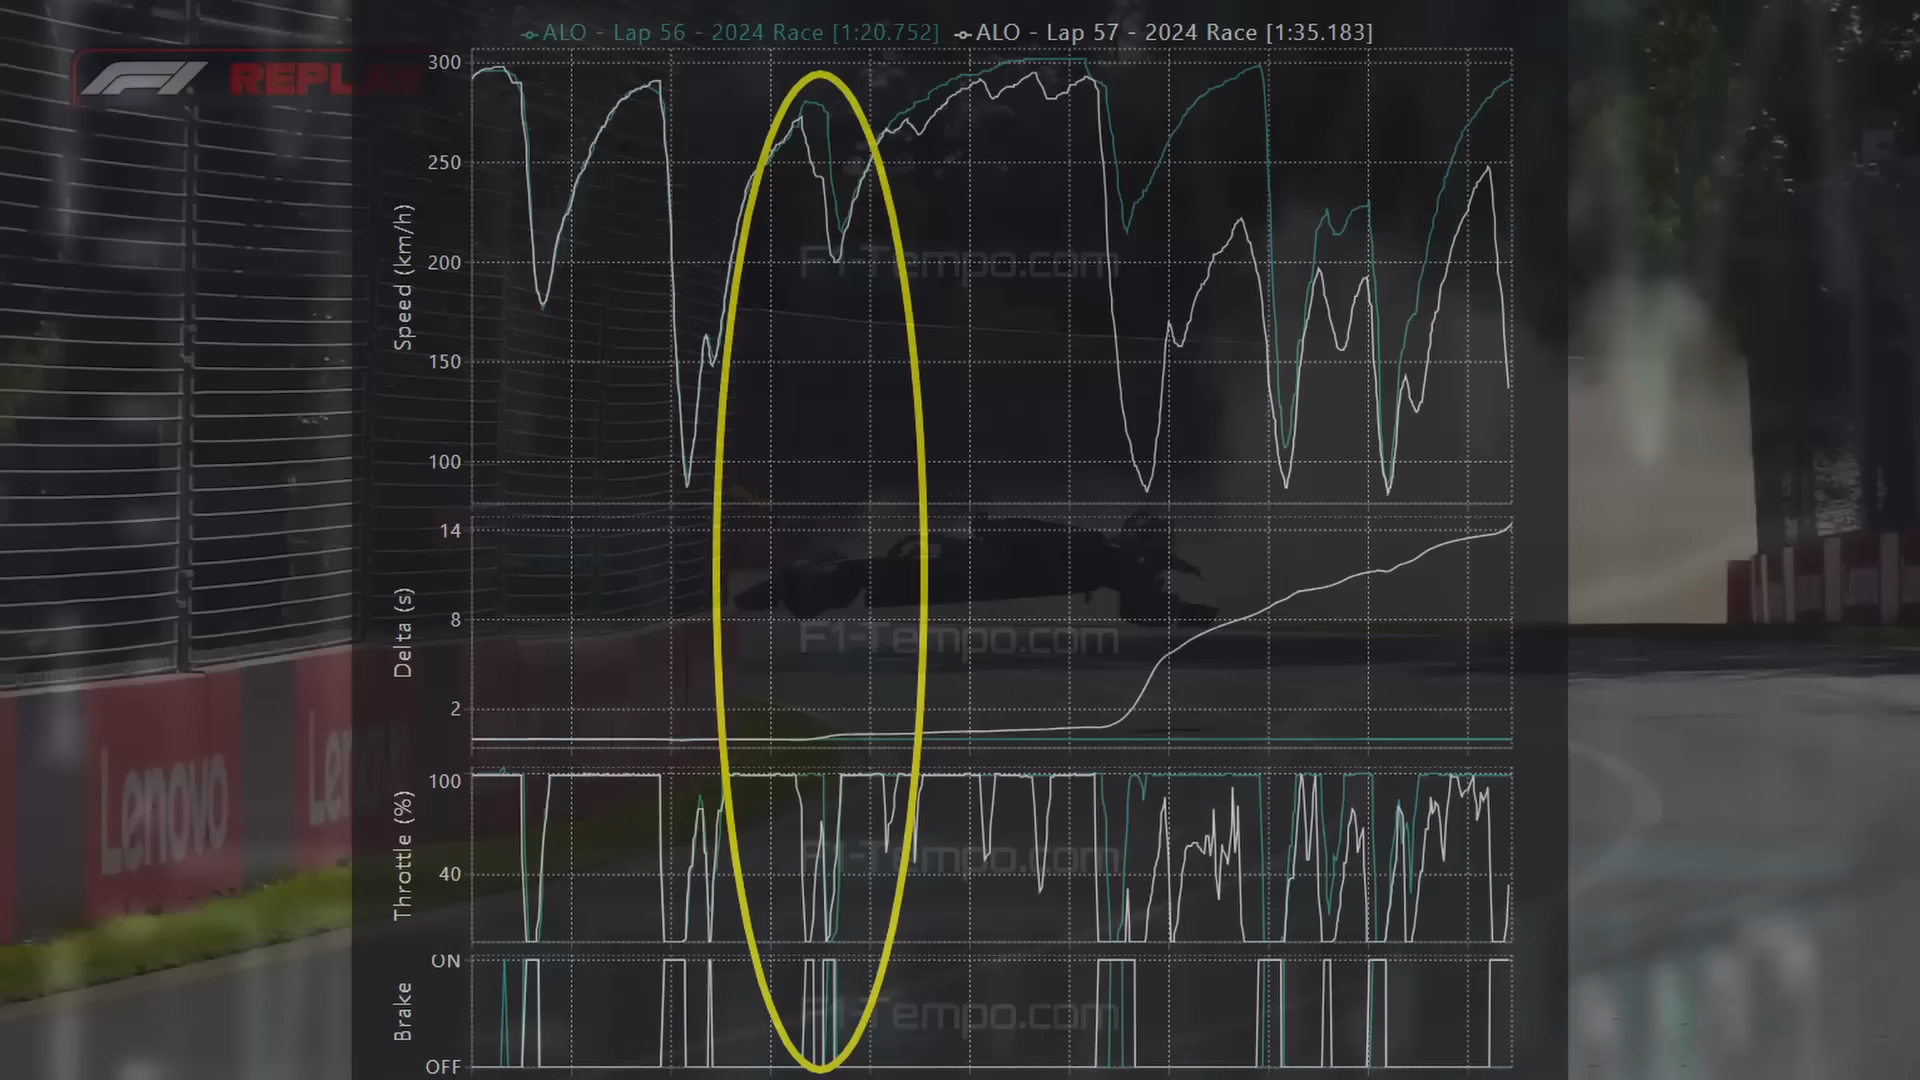 ALO - Lap 56 - 2024 Race [1:20.752] ALO - Lap 57 - 2024 Race [1:35.183]
F1 REPLAY
300
250
200
150
100
Speed (km/h)
F1-Tempo.com
14
8
2
Delta (s)
F1-Tempo.com
100
40
Throttle (%)
F1-Tempo.com
ON
OFF
Brake
F1-Tempo.com
Lenovo
Len